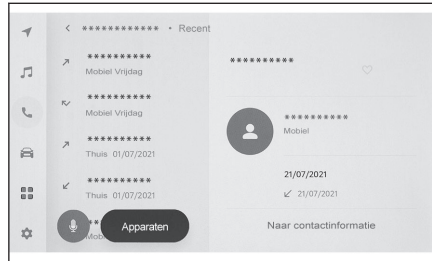 ************ • Recent
**********
Mobiel Vrijdag
**********
Mobiel Vrijdag
**********
Thuis 01/07/2021
**********
Thuis 01/07/2021
**
Mob
Apparaten
**********
**********
Mobiel
21/07/2021
21/07/2021
Naar contactinformatie